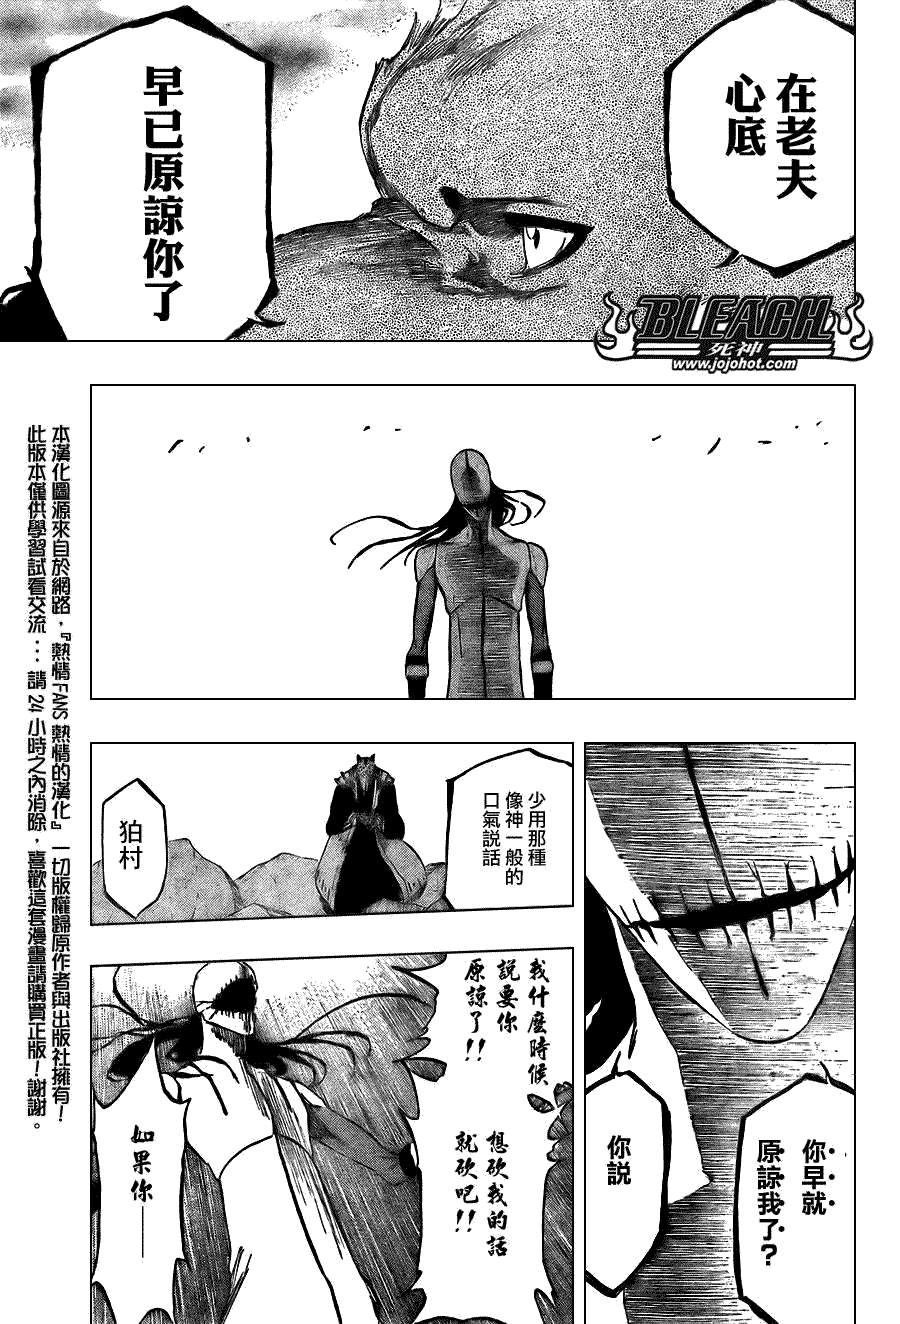 在老夫
心底
早已原諒你了
BLEACH
死神
www.jojohot.com
你早就
原諒我了？
你說
少用那種
像神一般的
口氣說話
狛村
我什麼時候
說要你
原諒了！！
想砍我的話
就砍吧！！
如果你──
本漢化圖源來自於網路，『熱情FANS熱情的漢化』一切版權歸原作者與出版社擁有！
此版本僅供學習試看交流…請24小時之內消除，喜歡這套漫畫請購買正版！謝謝。